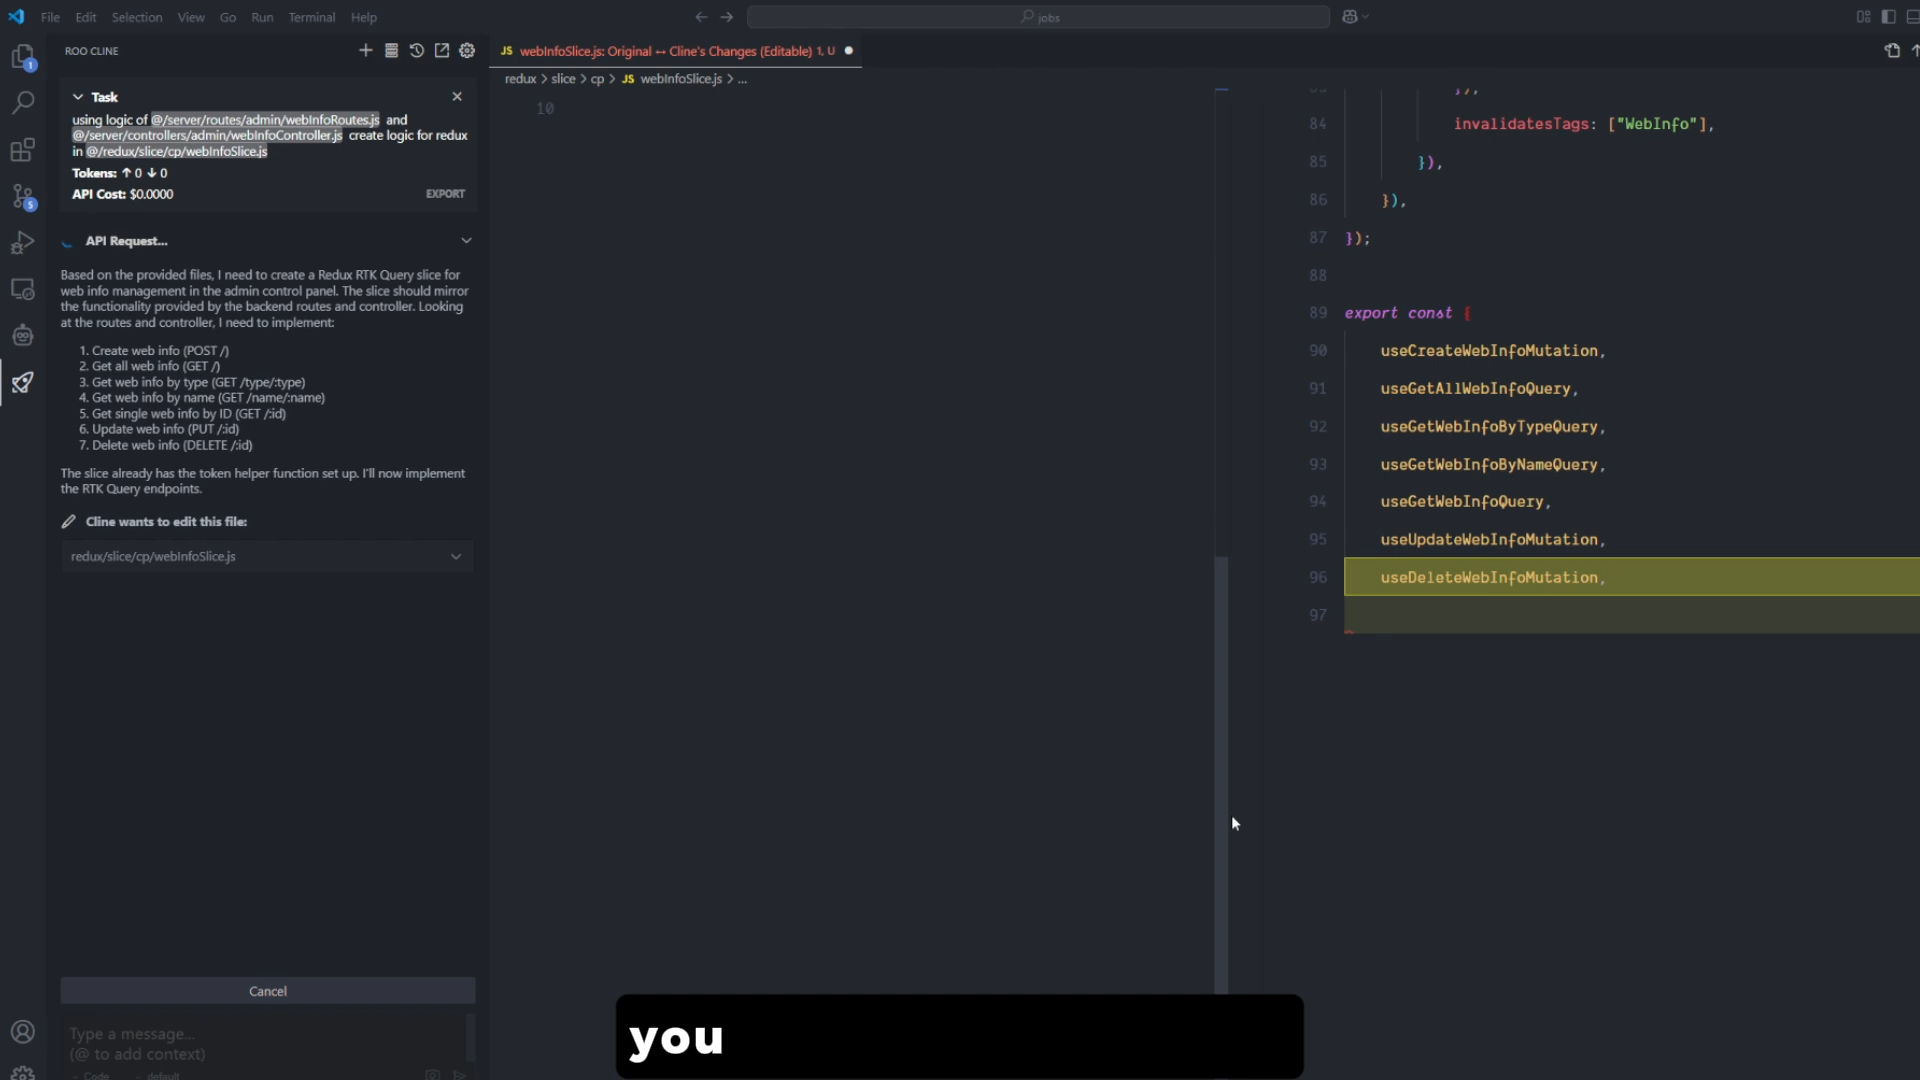 File Edit Selection View Go Run Terminal Help
jobs
ROO CLINE
JS webInfoSlice.js: Original ↔ Cline's Changes (Editable) 1, U
redux > slice > cp > JS webInfoSlice.js > ...
1
5
Task
using logic of @/server/routes/admin/webInfoRoutes.js and
@/server/controllers/admin/webInfoController.js create logic for redux
in @/redux/slice/cp/webInfoSlice.js
Tokens: ↑ 0 ↓ 0
API Cost: $0.0000
EXPORT
API Request...
Based on the provided files, I need to create a Redux RTK Query slice for
web info management in the admin control panel. The slice should mirror
the functionality provided by the backend routes and controller. Looking
at the routes and controller, I need to implement:
1. Create web info (POST /)
2. Get all web info (GET /)
3. Get web info by type (GET /type/:type)
4. Get web info by name (GET /name/:name)
5. Get single web info by ID (GET /:id)
6. Update web info (PUT /:id)
7. Delete web info (DELETE /:id)
The slice already has the token helper function set up. I'll now implement
the RTK Query endpoints.
Cline wants to edit this file:
redux/slice/cp/webInfoSlice.js
Cancel
Type a message...
(@ to add context)
Code default
10
}),
84 invalidatesTags: ["WebInfo"],
85 }),
86 }),
87 });
88
89 export const {
90 useCreateWebInfoMutation,
91 useGetAllWebInfoQuery,
92 useGetWebInfoByTypeQuery,
93 useGetWebInfoByNameQuery,
94 useGetWebInfoQuery,
95 useUpdateWebInfoMutation,
96 useDeleteWebInfoMutation,
97
you